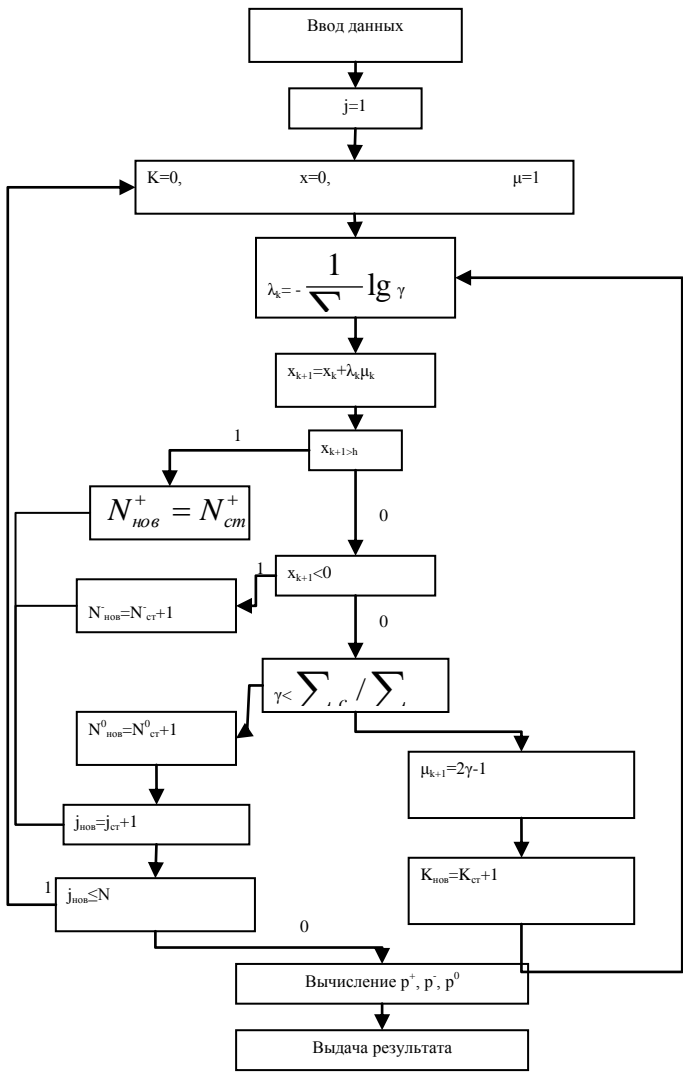 Ввод данных
j=1
K=0, x=0, μ=1
λₖ= - 1/∑ lg γ
xₖ₊₁=xₖ+λₖμₖ
xₖ₊₁>h
1
0
N⁺нов = N⁺ст
xₖ₊₁<0
1
0
N⁻нов=N⁻ст+1
γ< ∑ / ∑
N⁰нов=N⁰ст+1
μₖ₊₁=2γ-1
jнов=jст+1
Kнов=Kст+1
jнов≤N
1
0
Вычисление p⁺, p⁻, p⁰
Выдача результата